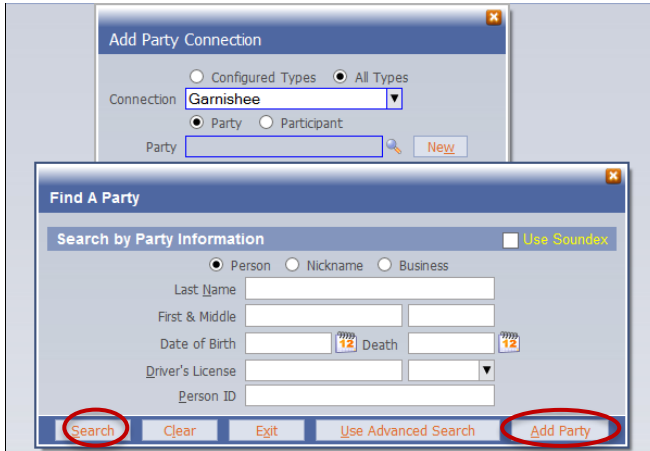 Add Party Connection
Configured Types All Types
Connection Garnishee
Party Participant
Party New
Find A Party
Search by Party Information Use Soundex
Person Nickname Business
Last Name
First & Middle
Date of Birth 12 Death 12
Driver's License
Person ID
Search Clear Exit Use Advanced Search Add Party